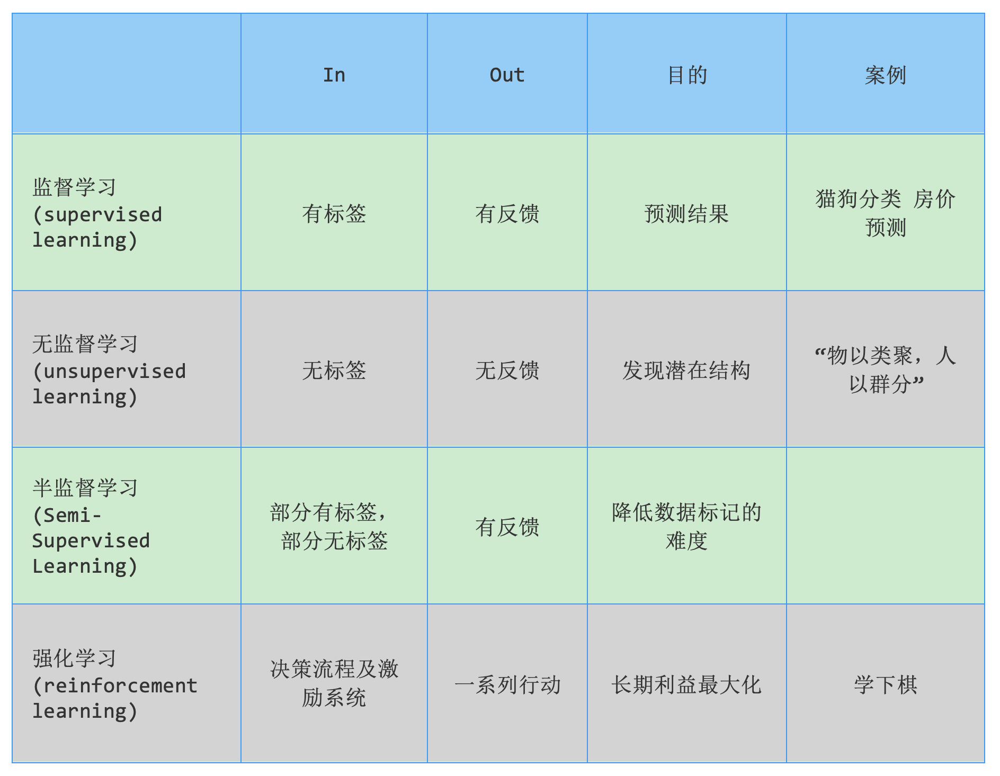 In
Out
目的
案例
监督学习
(supervised
learning)
有标签
有反馈
预测结果
猫狗分类 房价
预测
无监督学习
(unsupervised
learning)
无标签
无反馈
发现潜在结构
“物以类聚，人
以群分”
半监督学习
(Semi-
Supervised
Learning)
部分有标签，
部分无标签
有反馈
降低数据标记的
难度
强化学习
(reinforcement
learning)
决策流程及激
励系统
一系列行动
长期利益最大化
学下棋